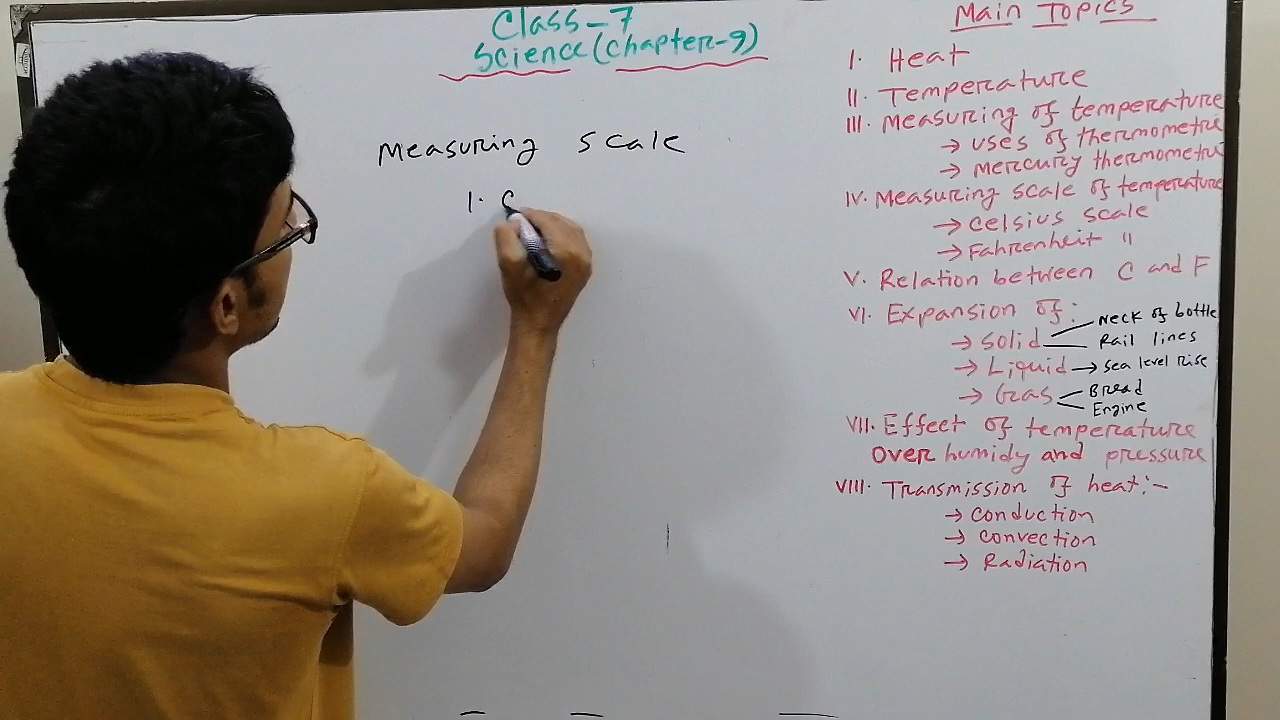 Class-7
Science(Chapter-9)
Measuring scale
1. C
Main Topics
I. Heat
II. Temperature
III. Measuring of temperature
→ uses of thermomet
→ mercury thermomet
IV. Measuring scale of temperature
→ celsius scale
→ Fahrenheit "
V. Relation between C and F
VI. Expansion of:
→ solid
Neck of bottle
Rail lines
→ Liquid → sea level rise
→ Gas
Bread
Engine
VII. Effect of temperature
over humidy and pressure
VIII. Transmission of heat:-
→ conduction
→ convection
→ Radiation